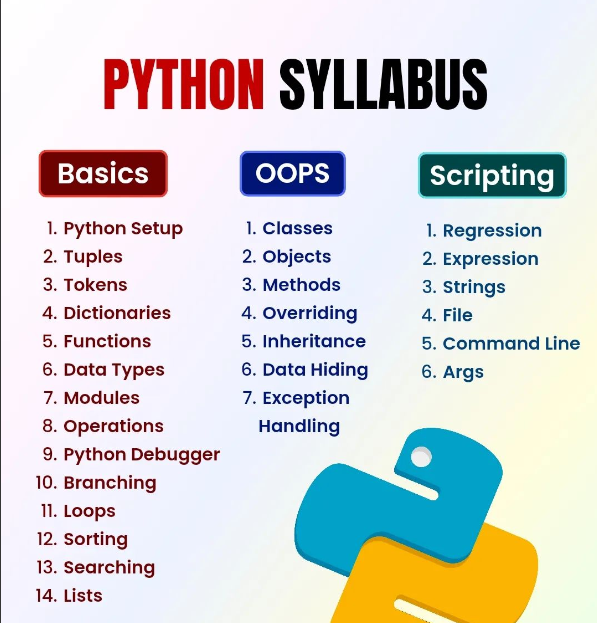 PYTHON SYLLABUS
Basics
1. Python Setup
2. Tuples
3. Tokens
4. Dictionaries
5. Functions
6. Data Types
7. Modules
8. Operations
9. Python Debugger
10. Branching
11. Loops
12. Sorting
13. Searching
14. Lists
OOPS
1. Classes
2. Objects
3. Methods
4. Overriding
5. Inheritance
6. Data Hiding
7. Exception
Handling
Scripting
1. Regression
2. Expression
3. Strings
4. File
5. Command Line
6. Args